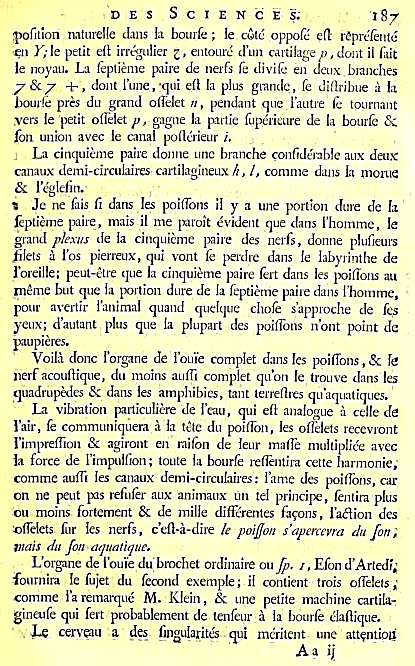 DES SCIENCES. 187
poſition naturelle dans la bourſe; le côté oppoſé eſt rēpréſenté
en Y; le petit eſt irrégulier z, entouré d'un cartilage p, dont il fait
le noyau. La ſeptième paire de nerfs ſe diviſe en deux branches
7 & 7 +, dont l'une, qui eſt la plus grande, ſe diſtribue à la
bourſe près du grand oſſelet n, pendant que l'autre ſe tournant
vers le petit oſſelet p, gagne la partie ſupérieure de la bourſe &
ſon union avec le canal poſtérieur i.
La cinquième paire donne une branche conſidérable aux deux
canaux demi-circulaires cartilagineux h, l, comme dans la morue
& l'égleſin.
Je ne ſais ſi dans les poiſſons il y a une portion dure de la
ſeptième paire, mais il me paroît évident que dans l'homme, le
grand plexus de la cinquième paire des nerfs, donne pluſieurs
filets à l'os pierreux, qui vont ſe perdre dans le labyrinthe de
l'oreille; peut-être que la cinquième paire ſert dans les poiſſons au
même but que la portion dure de la ſeptième paire dans l'homme,
pour avertir l'animal quand quelque choſe s'approche de ſes
yeux; d'autant plus que la plupart des poiſſons n'ont point de
paupières.
Voilà donc l'organe de l'ouïe complet dans les poiſſons, & le
nerf acouſtique, du moins auſſi complet qu'on le trouve dans les
quadrupèdes & dans les amphibies, tant terreſtres qu'aquatiques.
La vibration particulière de l'eau, qui eſt analogue à celle de
l'air, ſe communiquera à la tête du poiſſon, les oſſelets recevront
l'impreſſion & agiront en raiſon de leur maſſe multipliée avec
la force de l'impulſion; toute la bourſe reſſentira cette harmonie,
comme auſſi les canaux demi-circulaires: l'ame des poiſſons, car
on ne peut pas refuſer aux animaux un tel principe, ſentira plus
ou moins fortement & de mille différentes façons, l'action des
oſſelets ſur les nerfs, c'eſt-à-dire le poiſſon s'apercevra du ſon,
mais du ſon aquatique.
L'organe de l'ouïe du brochet ordinaire ou ſp. 1, Eſon d'Artedi,
fournira le ſujet du ſecond exemple; il contient trois oſſelets,
comme l'a remarqué M. Klein, & une petite machine cartila-
gineuſe qui ſert probablement de tenſeur à la bourſe élaſtique.
Le cerveau a des ſingularités qui méritent une attention
A a ij